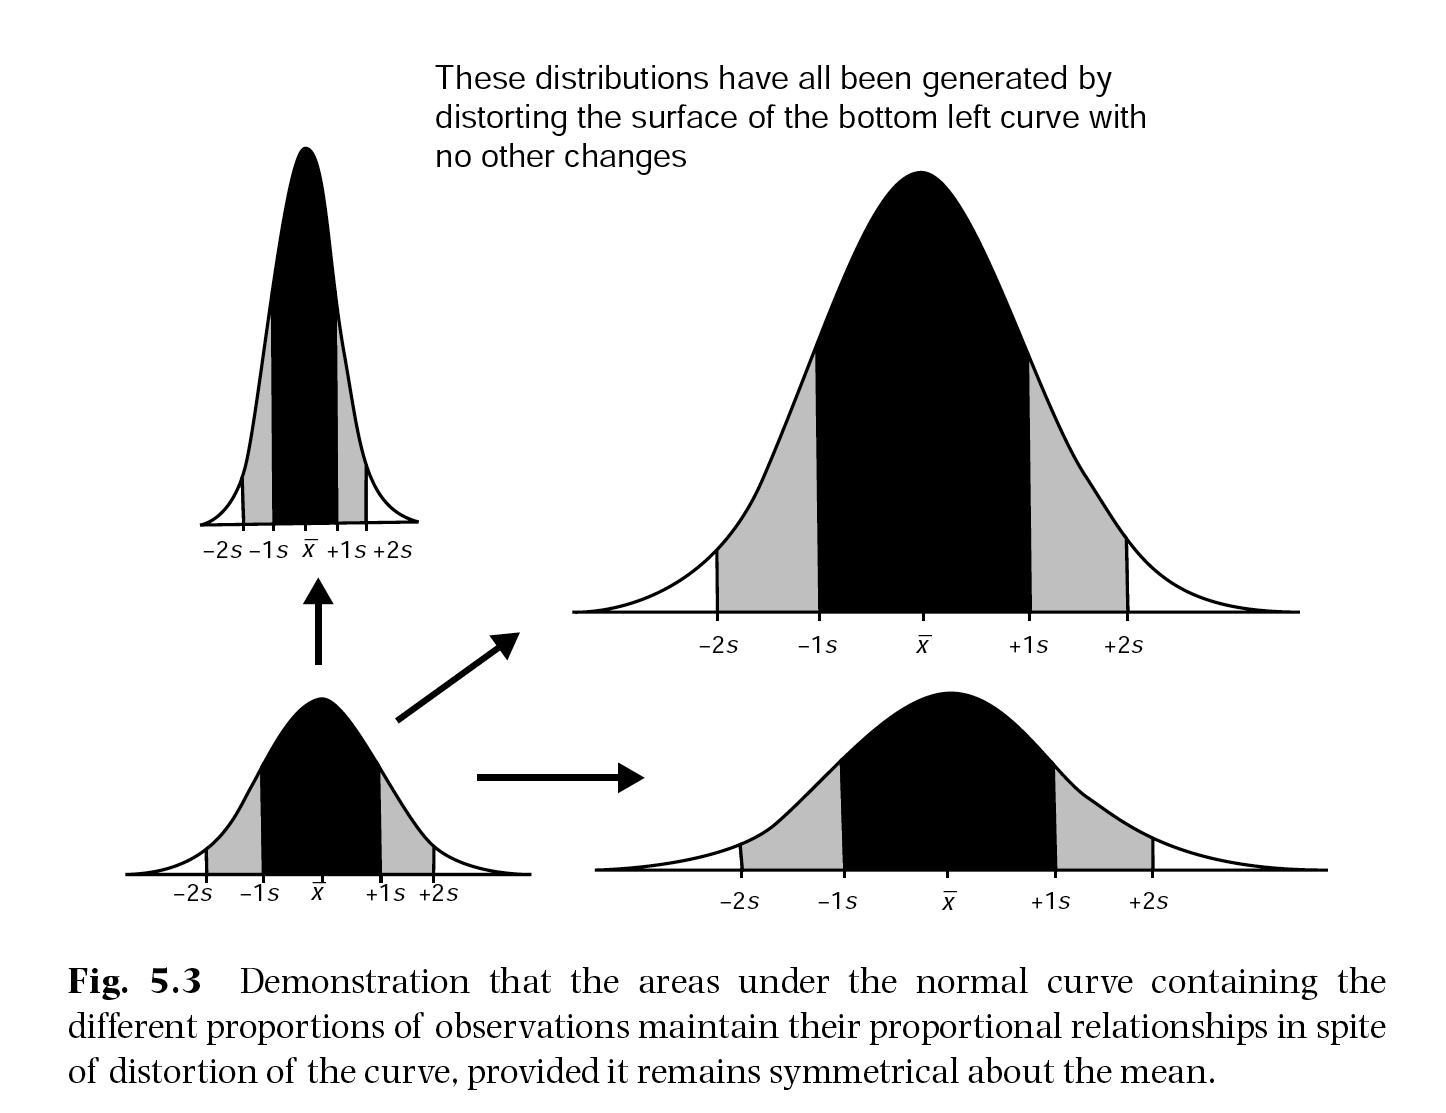 These distributions have all been generated by
distorting the surface of the bottom left curve with
no other changes
–2s –1s x̅ +1s +2s
–2s –1s x̅ +1s +2s
–2s –1s x̅ +1s +2s
–2s –1s x̅ +1s +2s
Fig. 5.3 Demonstration that the areas under the normal curve containing the
different proportions of observations maintain their proportional relationships in spite
of distortion of the curve, provided it remains symmetrical about the mean.